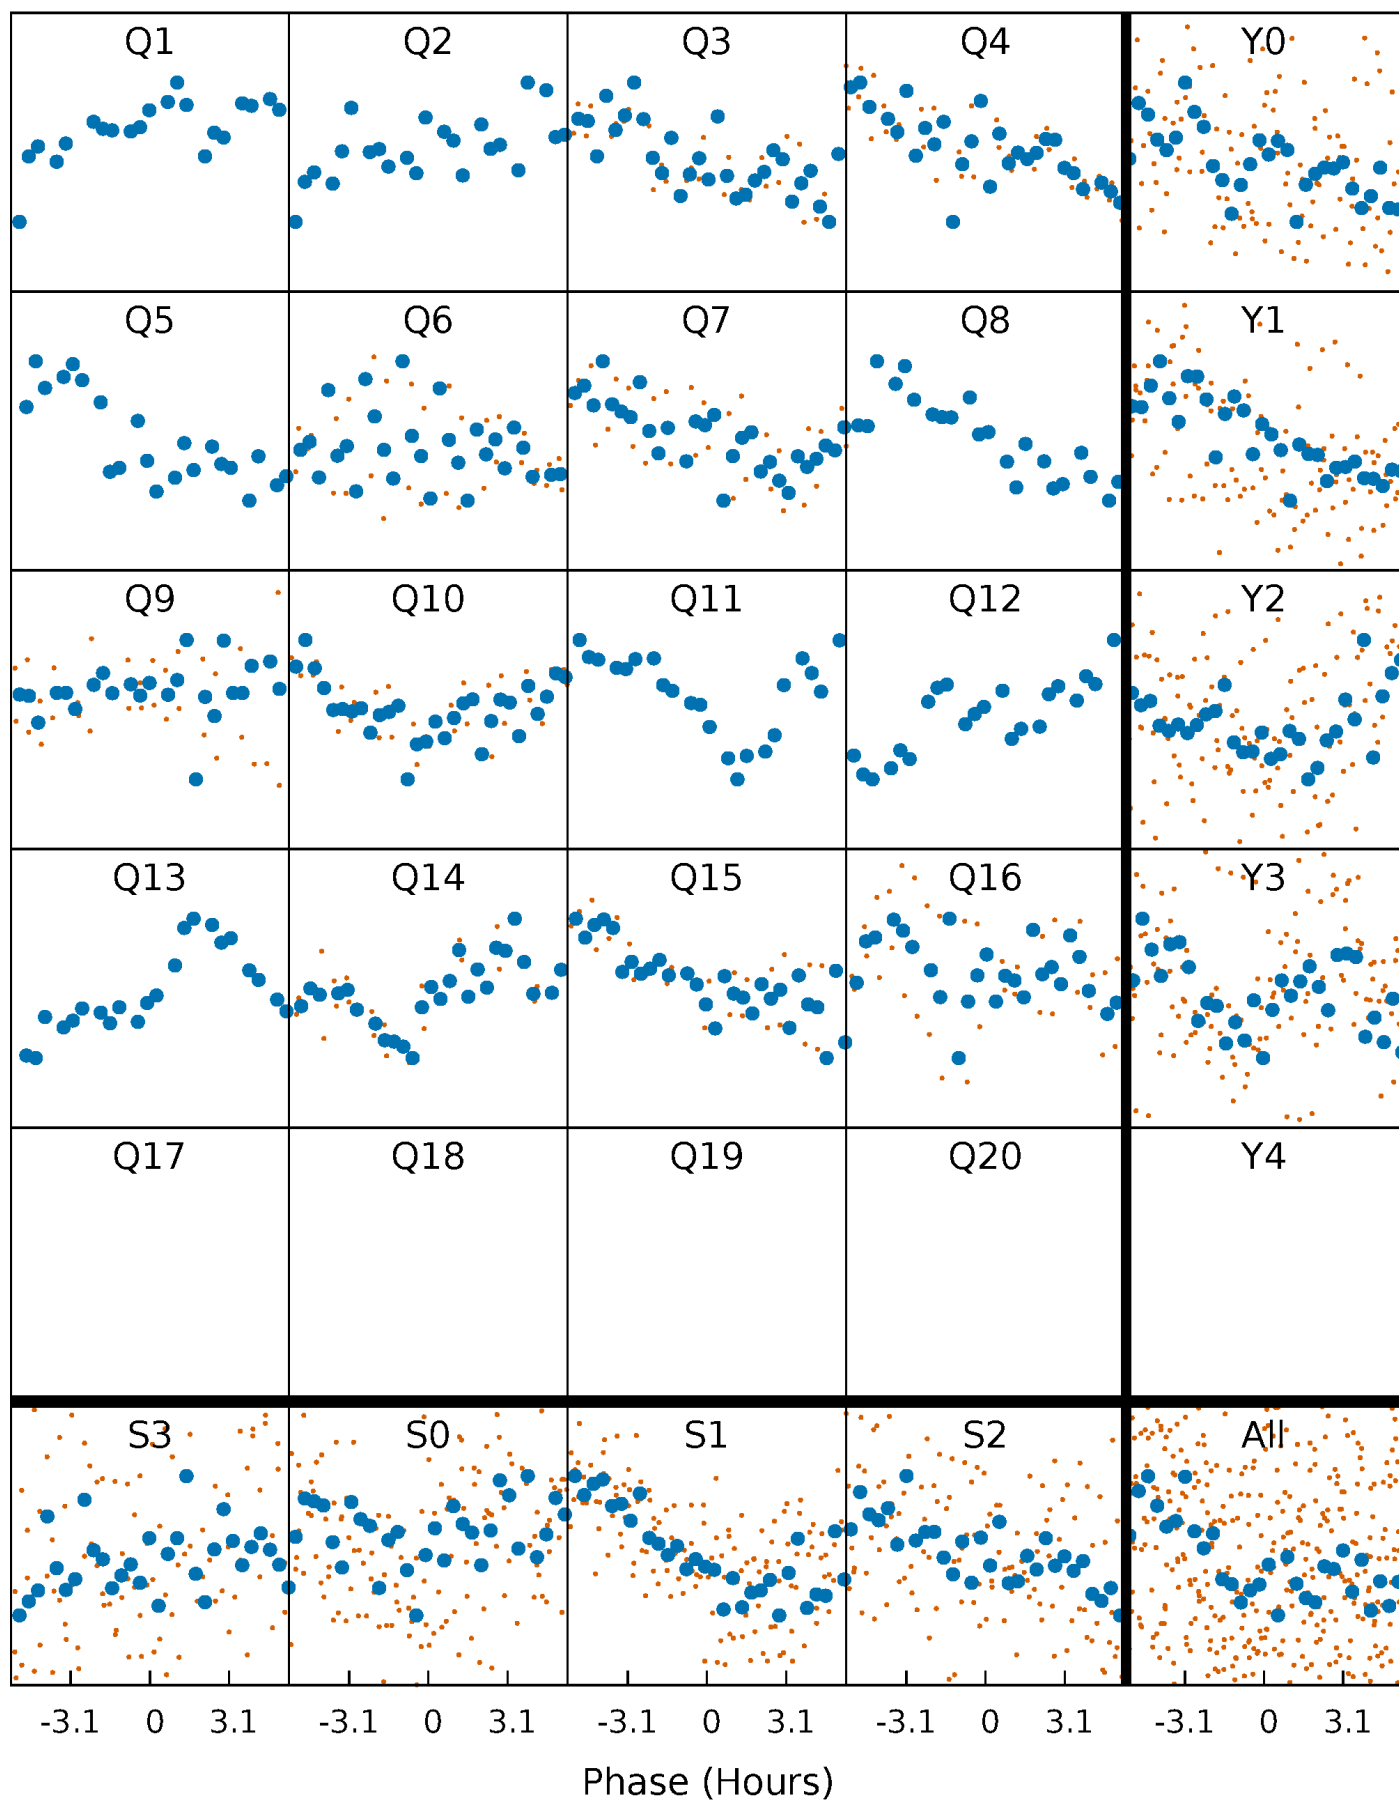 Q1 Q2 Q3 Q4 Y0
Q5 Q6 Q7 Q8 Y1
Q9 Q10 Q11 Q12 Y2
Q13 Q14 Q15 Q16 Y3
Q17 Q18 Q19 Q20 Y4
S3 S0 S1 S2 All
-3.1 0 3.1 -3.1 0 3.1 -3.1 0 3.1 -3.1 0 3.1 -3.1 0 3.1
Phase (Hours)